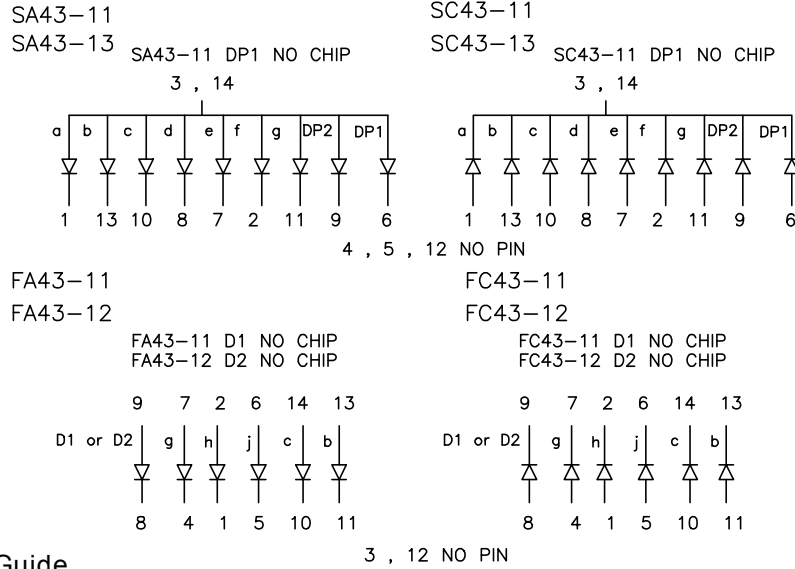 SA43-11
SA43-13
SA43-11 DP1 NO CHIP
3 , 14
a b c d e f g DP2 DP1
1 13 10 8 7 2 11 9 6
SC43-11
SC43-13
SC43-11 DP1 NO CHIP
3 , 14
a b c d e f g DP2 DP1
1 13 10 8 7 2 11 9 6
4 , 5 , 12 NO PIN
FA43-11
FA43-12
FA43-11 D1 NO CHIP
FA43-12 D2 NO CHIP
9 7 2 6 14 13
D1 or D2 g h j c b
8 4 1 5 10 11
FC43-11
FC43-12
FC43-11 D1 NO CHIP
FC43-12 D2 NO CHIP
9 7 2 6 14 13
D1 or D2 g h j c b
8 4 1 5 10 11
3 , 12 NO PIN
Guide